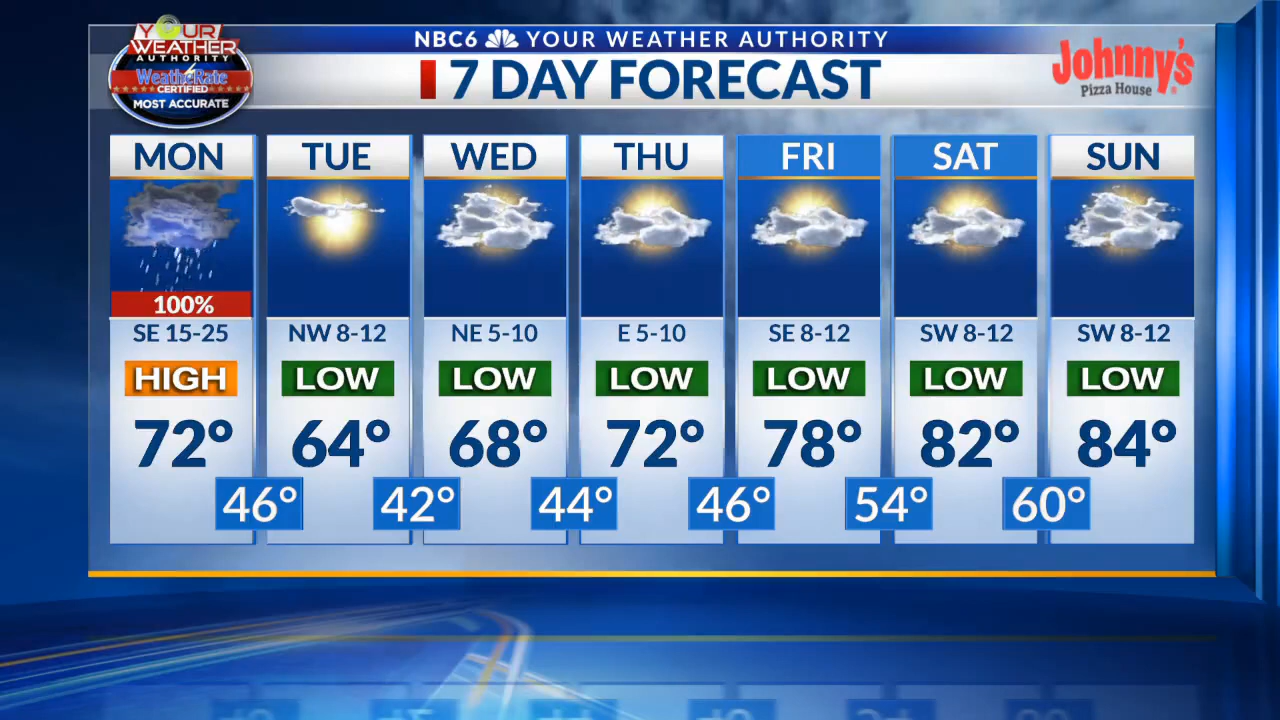 YOUR
WEATHER
AUTHORITY
WeatheRate
CERTIFIED
MOST ACCURATE
NBC6 YOUR WEATHER AUTHORITY
7 DAY FORECAST
Johnny's
Pizza House
MON TUE WED THU FRI SAT SUN
100%
SE 15-25 NW 8-12 NE 5-10 E 5-10 SE 8-12 SW 8-12 SW 8-12
HIGH LOW LOW LOW LOW LOW LOW
72° 64° 68° 72° 78° 82° 84°
46° 42° 44° 46° 54° 60°